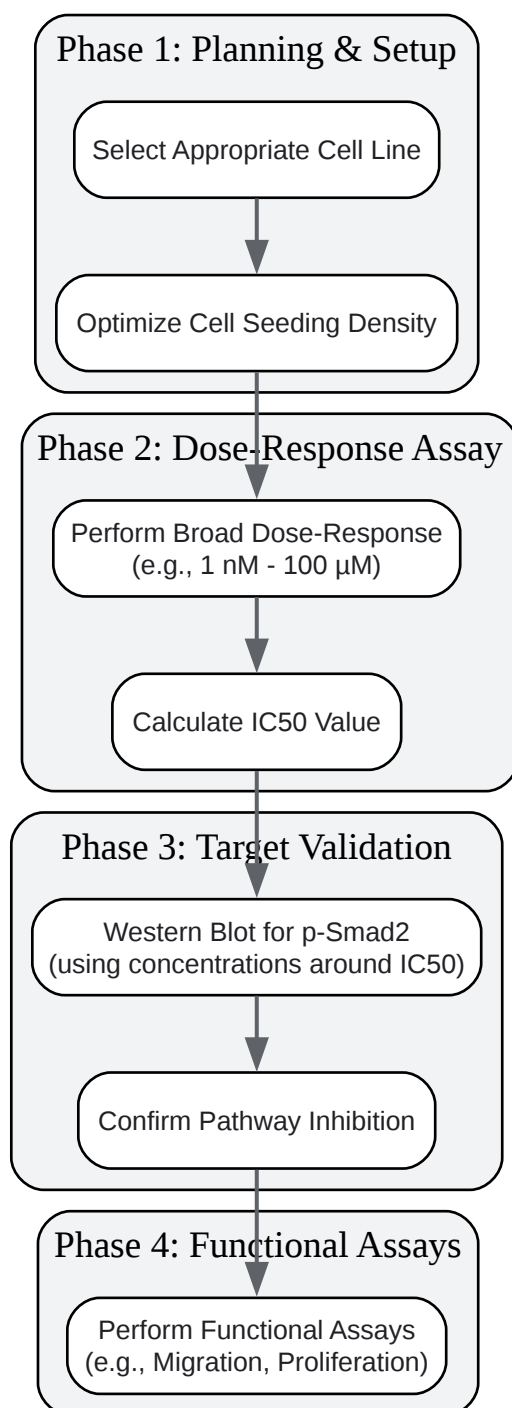 Phase 1: Planning & Setup
Select Appropriate Cell Line
Optimize Cell Seeding Density
Phase 2: Dose-Response Assay
Perform Broad Dose-Response
(e.g., 1 nM - 100 µM)
Calculate IC50 Value
Phase 3: Target Validation
Western Blot for p-Smad2
(using concentrations around IC50)
Confirm Pathway Inhibition
Phase 4: Functional Assays
Perform Functional Assays
(e.g., Migration, Proliferation)